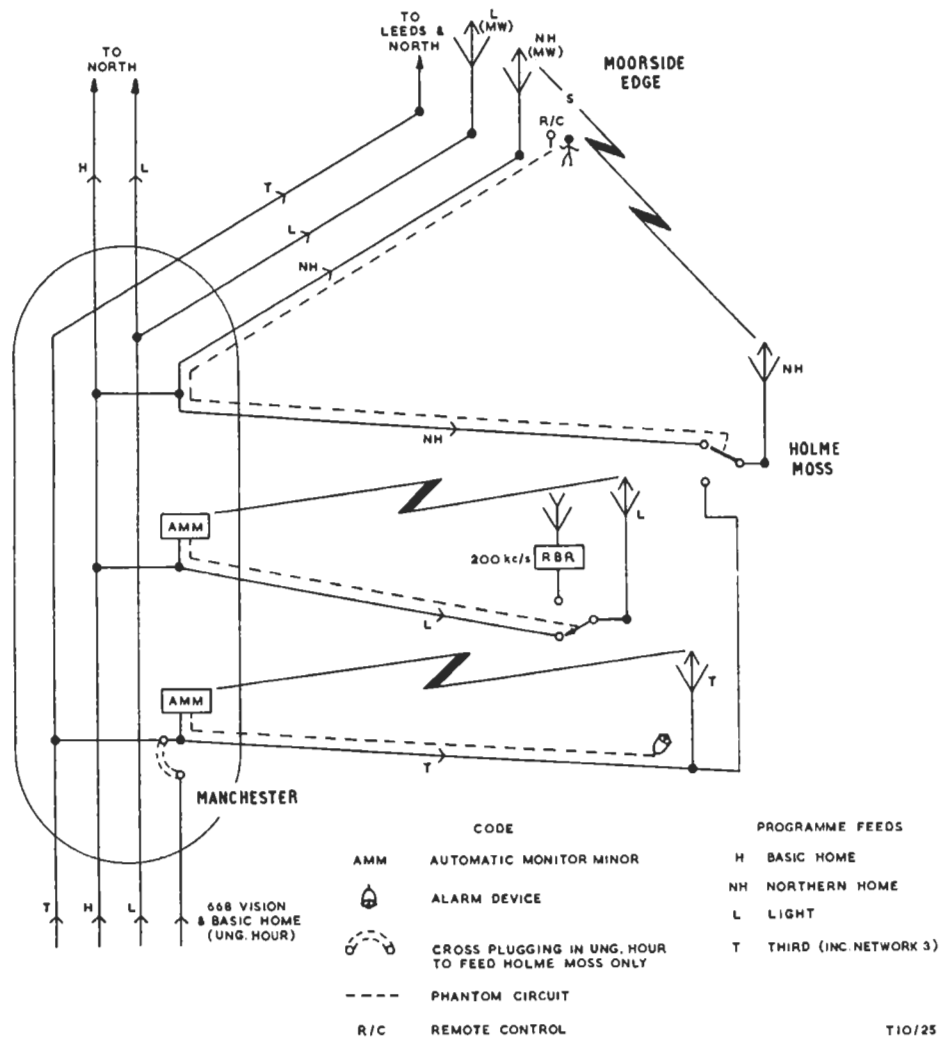 TO
LEEDS &
NORTH
L
(MW)
NH
(MW)
TO
NORTH
MOORSIDE
EDGE
S
R/C
H
L
T
L
NH
NH
NH
HOLME
MOSS
AMM
L
200 kc/s
RBR
L
AMM
T
T
MANCHESTER
T
H
L
668 VISION
& BASIC HOME
(UNG. HOUR)
CODE
AMM AUTOMATIC MONITOR MINOR
ALARM DEVICE
CROSS PLUGGING IN UNG. HOUR
TO FEED HOLME MOSS ONLY
PHANTOM CIRCUIT
R/C REMOTE CONTROL
PROGRAMME FEEDS
H BASIC HOME
NH NORTHERN HOME
L LIGHT
T THIRD (INC. NETWORK 3)
T10/25